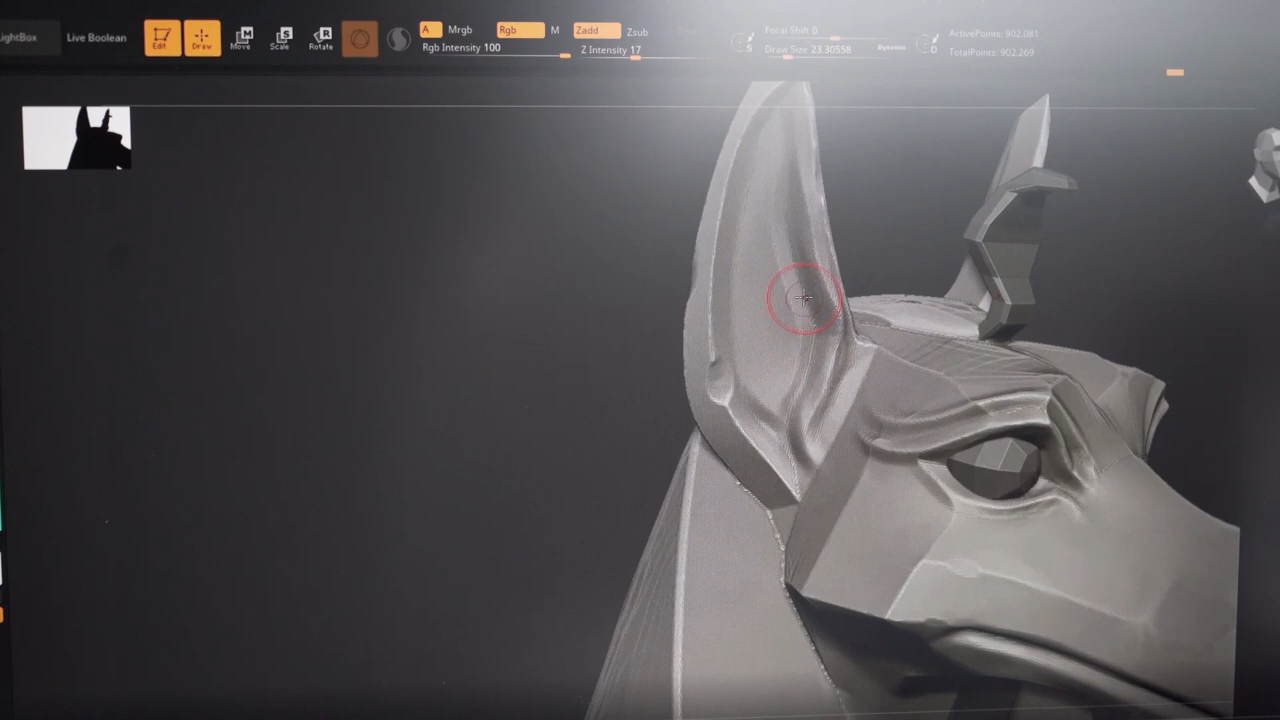 LightBox
Live Boolean
Edit
Draw
M
Move
S
Scale
R
Rotate
A Mrgb Rgb M Zadd Zsub
Rgb Intensity 100 Z Intensity 17
S
Focal Shift 0
Draw Size 23.30558 Dynamic
D
ActivePoints: 902,081
TotalPoints: 902,269